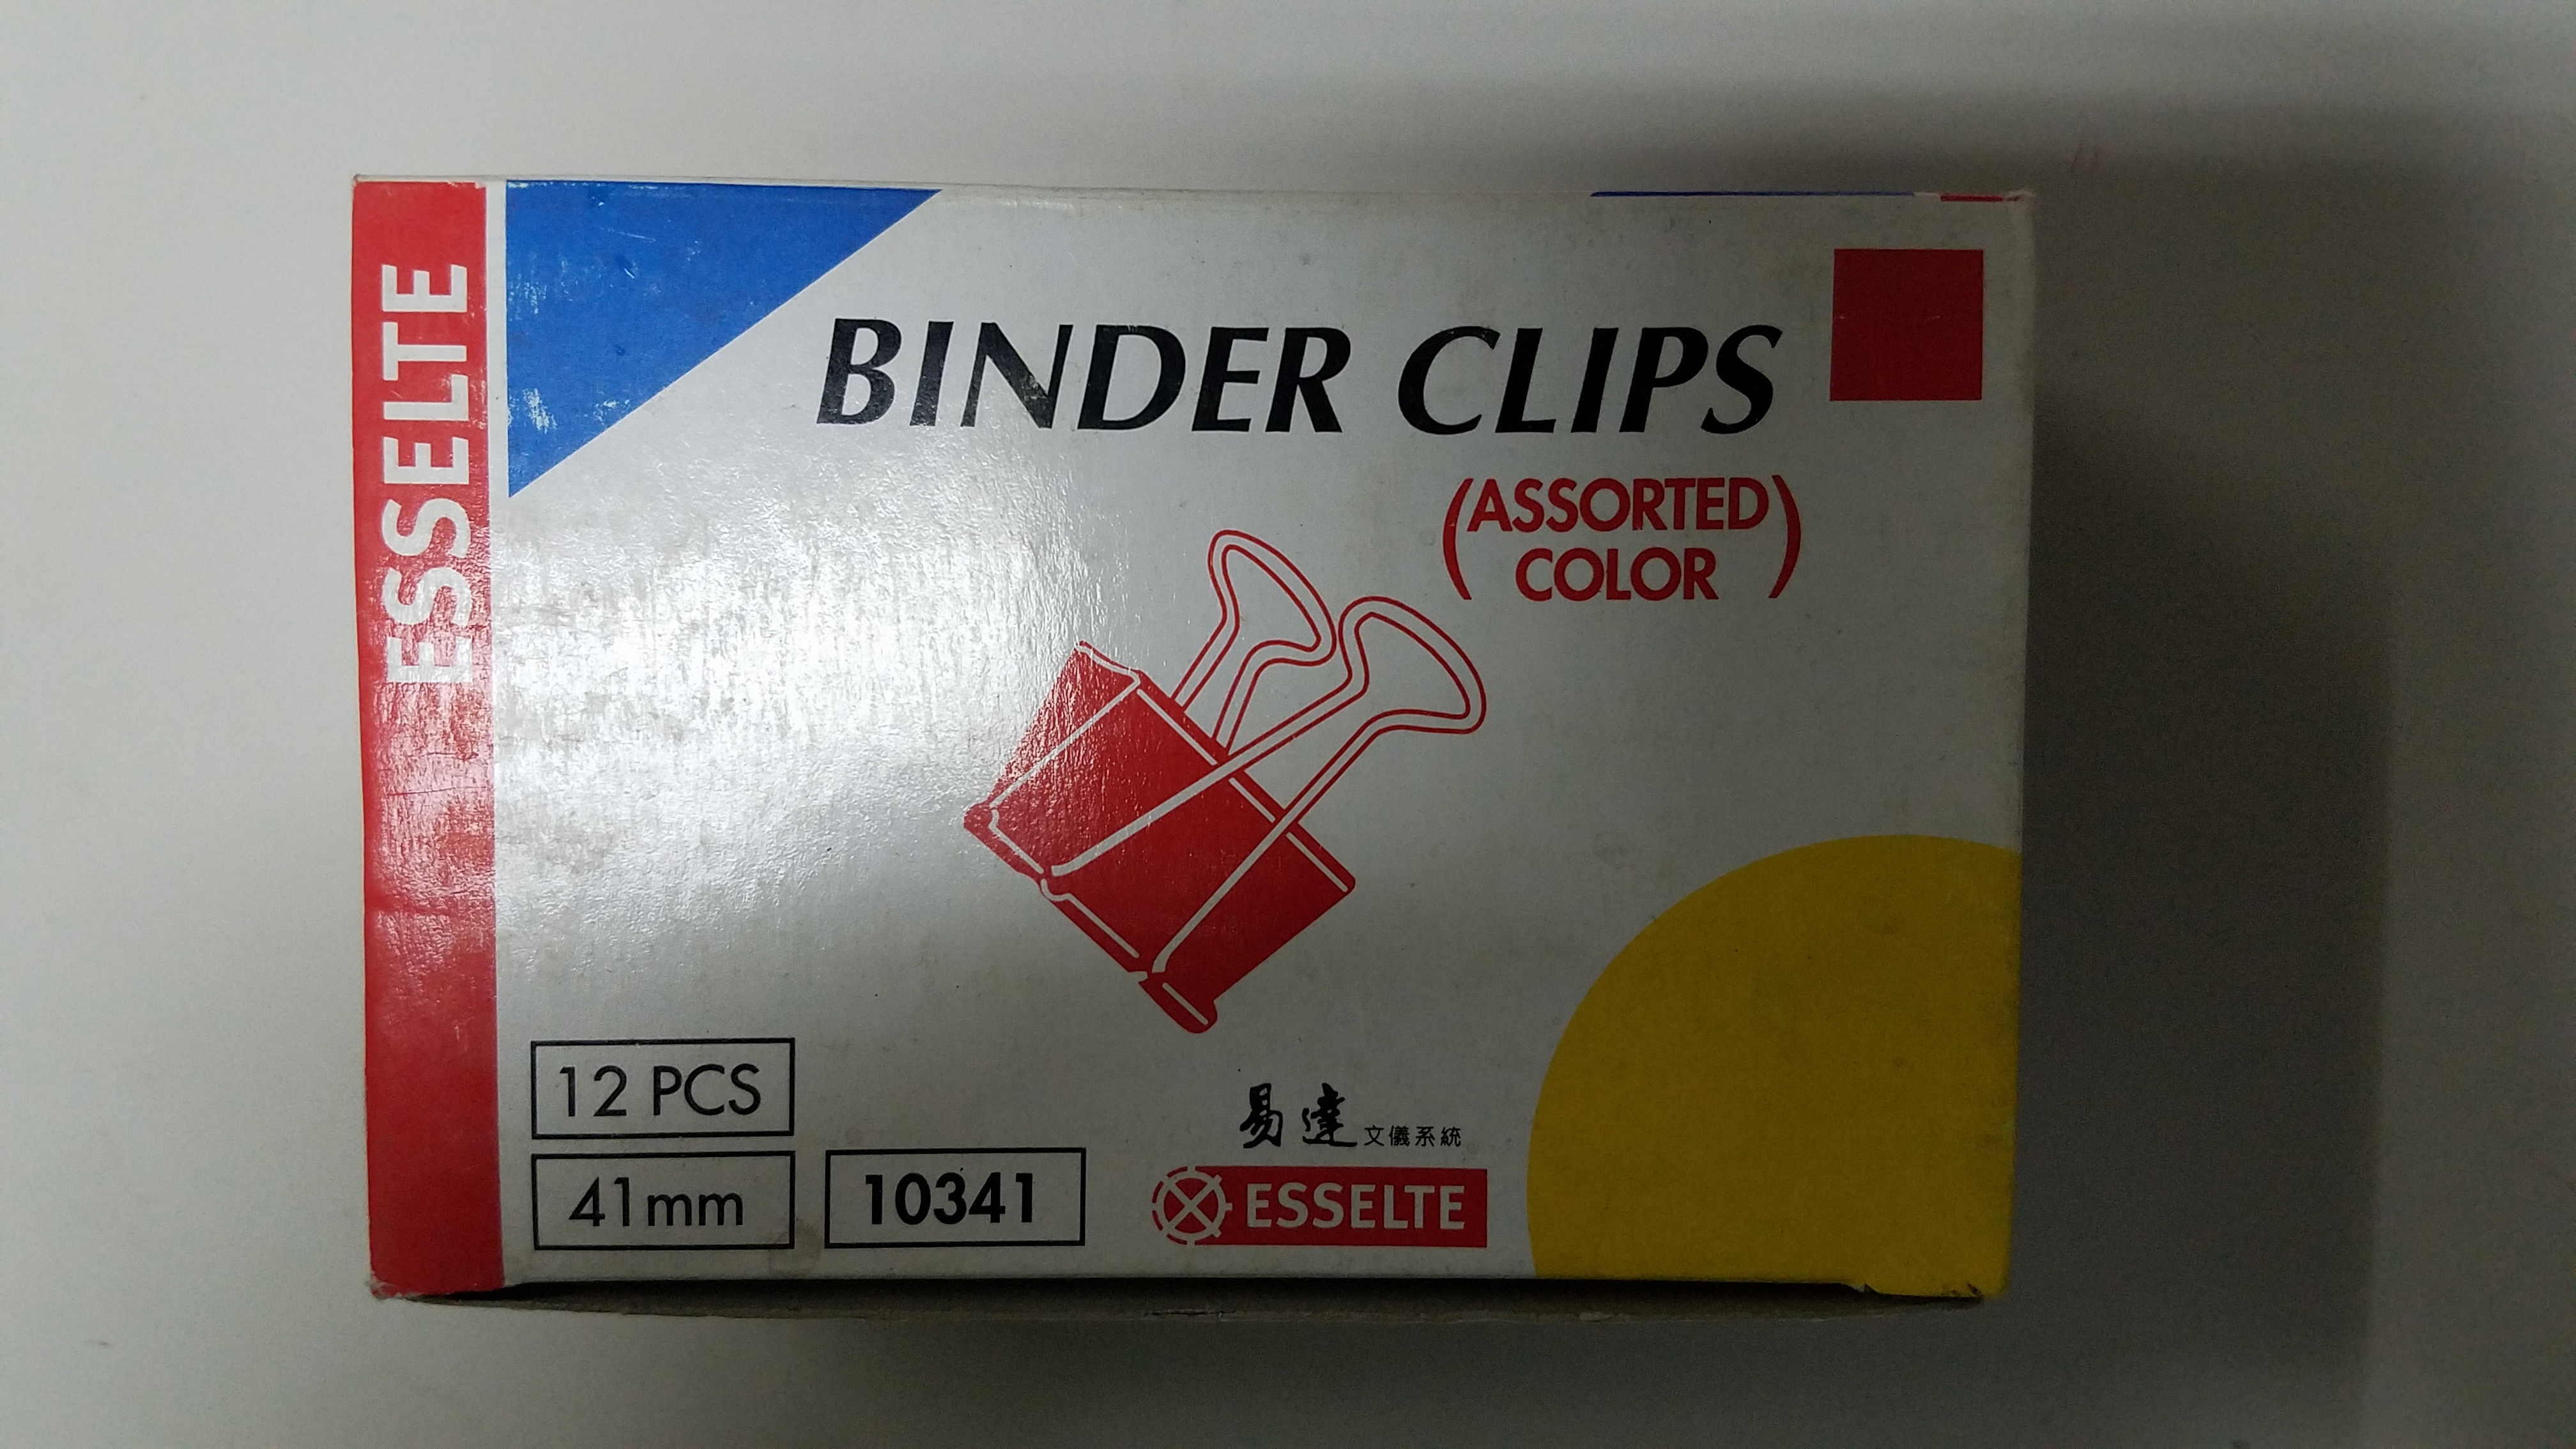 ESSELTE
BINDER CLIPS
(ASSORTED
COLOR)
12 PCS
41mm
10341
易達文儀系統
ESSELTE